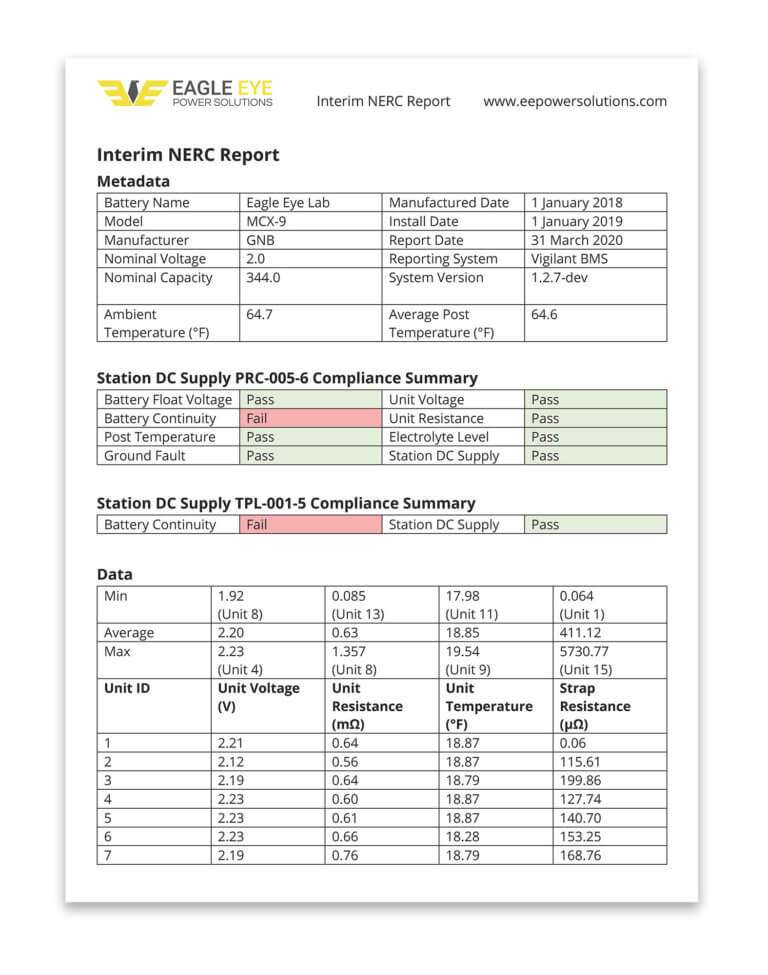 EAGLE EYE
POWER SOLUTIONS
Interim NERC Report www.eepowersolutions.com
Interim NERC Report
Metadata
Battery Name Eagle Eye Lab Manufactured Date 1 January 2018
Model MCX-9 Install Date 1 January 2019
Manufacturer GNB Report Date 31 March 2020
Nominal Voltage 2.0 Reporting System Vigilant BMS
Nominal Capacity 344.0 System Version 1.2.7-dev
Ambient 64.7 Average Post 64.6
Temperature (°F) Temperature (°F)
Station DC Supply PRC-005-6 Compliance Summary
Battery Float Voltage Pass Unit Voltage Pass
Battery Continuity Fail Unit Resistance Pass
Post Temperature Pass Electrolyte Level Pass
Ground Fault Pass Station DC Supply Pass
Station DC Supply TPL-001-5 Compliance Summary
Battery Continuity Fail Station DC Supply Pass
Data
Min 1.92 0.085 17.98 0.064
(Unit 8) (Unit 13) (Unit 11) (Unit 1)
Average 2.20 0.63 18.85 411.12
Max 2.23 1.357 19.54 5730.77
(Unit 4) (Unit 8) (Unit 9) (Unit 15)
Unit ID Unit Voltage Unit Unit Strap
(V) Resistance Temperature Resistance
(mΩ) (°F) (μΩ)
1 2.21 0.64 18.87 0.06
2 2.12 0.56 18.87 115.61
3 2.19 0.64 18.79 199.86
4 2.23 0.60 18.87 127.74
5 2.23 0.61 18.87 140.70
6 2.23 0.66 18.28 153.25
7 2.19 0.76 18.79 168.76